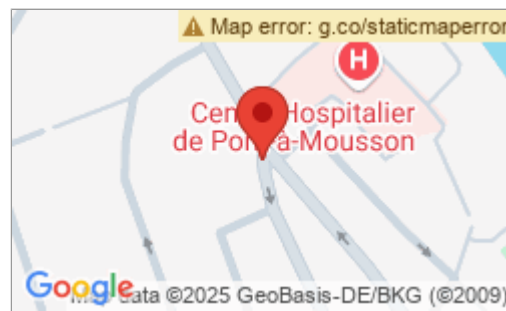 Map error: g.co/staticmaperror
H
Centre Hospitalier
de Pont-à-Mousson
Google
Map data ©2025 GeoBasis-DE/BKG (©2009)